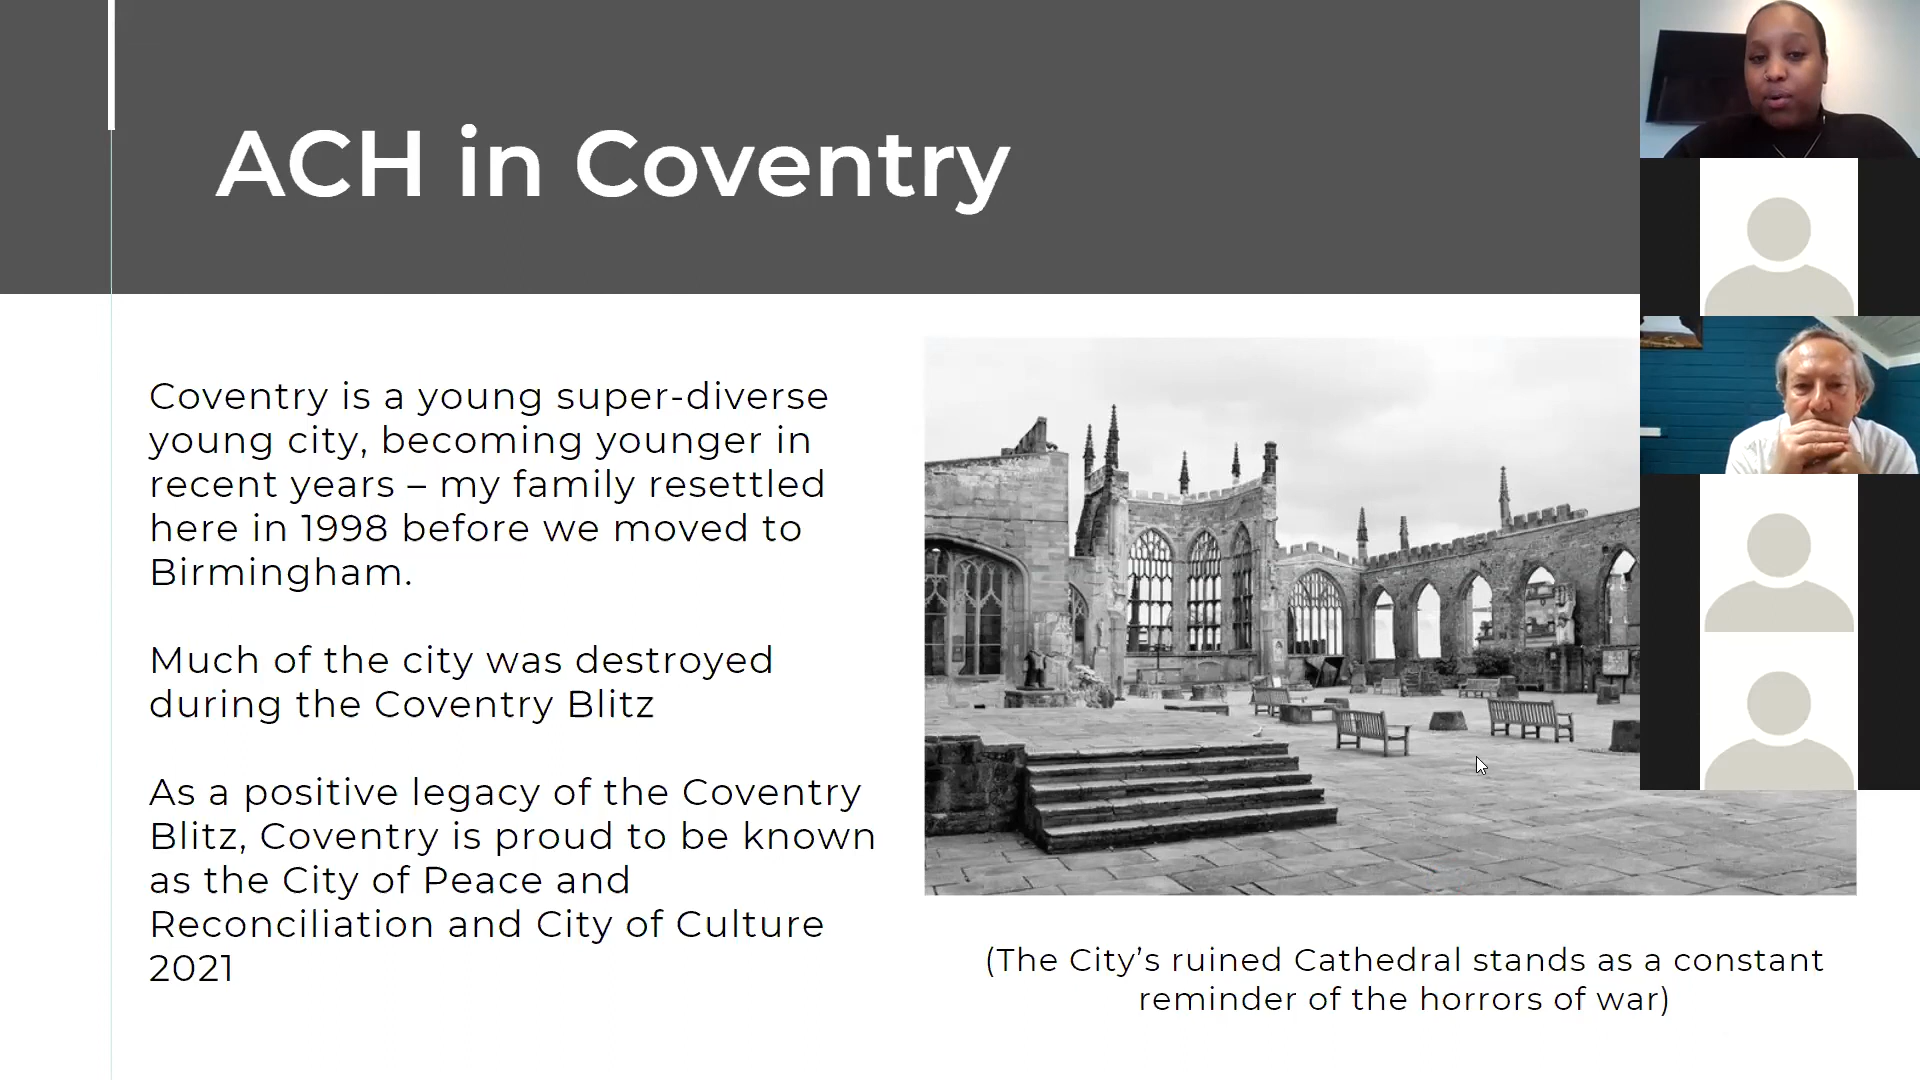 ACH in Coventry
Coventry is a young super-diverse
young city, becoming younger in
recent years – my family resettled
here in 1998 before we moved to
Birmingham.
Much of the city was destroyed
during the Coventry Blitz
As a positive legacy of the Coventry
Blitz, Coventry is proud to be known
as the City of Peace and
Reconciliation and City of Culture
2021
(The City’s ruined Cathedral stands as a constant
reminder of the horrors of war)